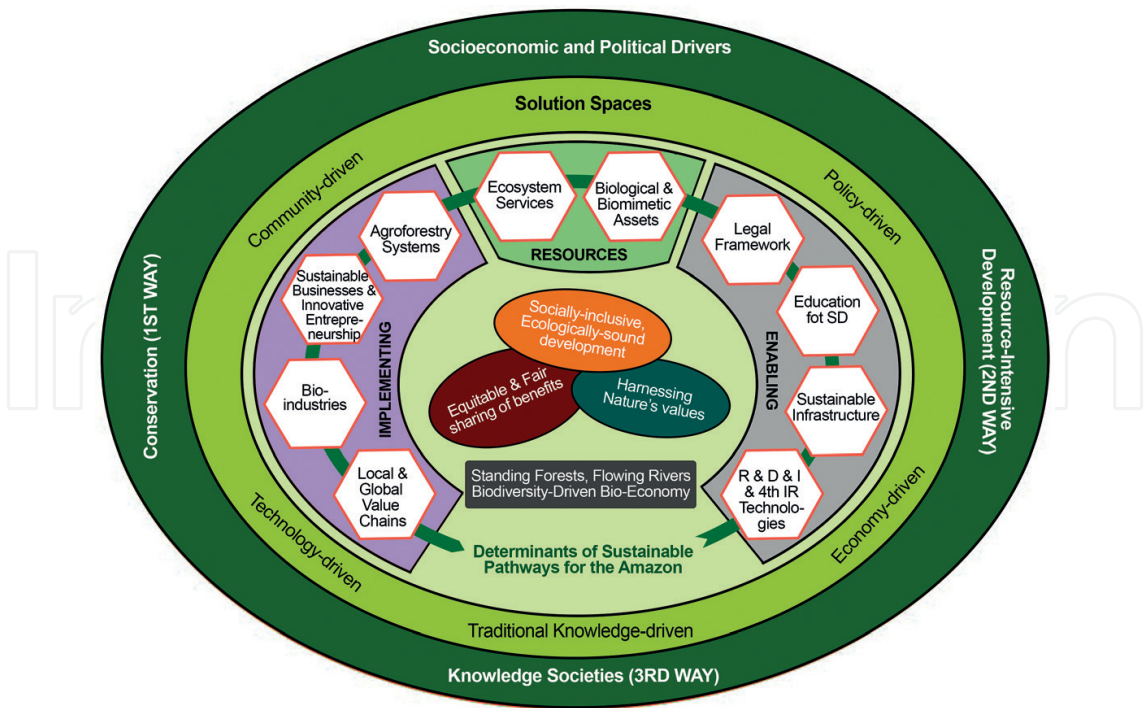 Socioeconomic and Political Drivers
Solution Spaces
Community-driven
Policy-driven
Conservation (1ST WAY)
Resource-Intensive
Development (2ND WAY)
Ecosystem
Services
Biological &
Biomimetic
Assets
RESOURCES
Agroforestry
Systems
Sustainable
Businesses &
Innovative
Entrepre-
neurship
Bio-
industries
Local &
Global
Value
Chains
IMPLEMENTING
Legal
Framework
Education
fot SD
Sustainable
Infrastructure
R & D & I
& 4th IR
Technolo-
gies
ENABLING
Socially-inclusive,
Ecologically-sound
development
Equitable & Fair
sharing of benefits
Harnessing
Nature's values
Standing Forests, Flowing Rivers
Biodiversity-Driven Bio-Economy
Determinants of Sustainable
Pathways for the Amazon
Technology-driven
Economy-driven
Traditional Knowledge-driven
Knowledge Societies (3RD WAY)